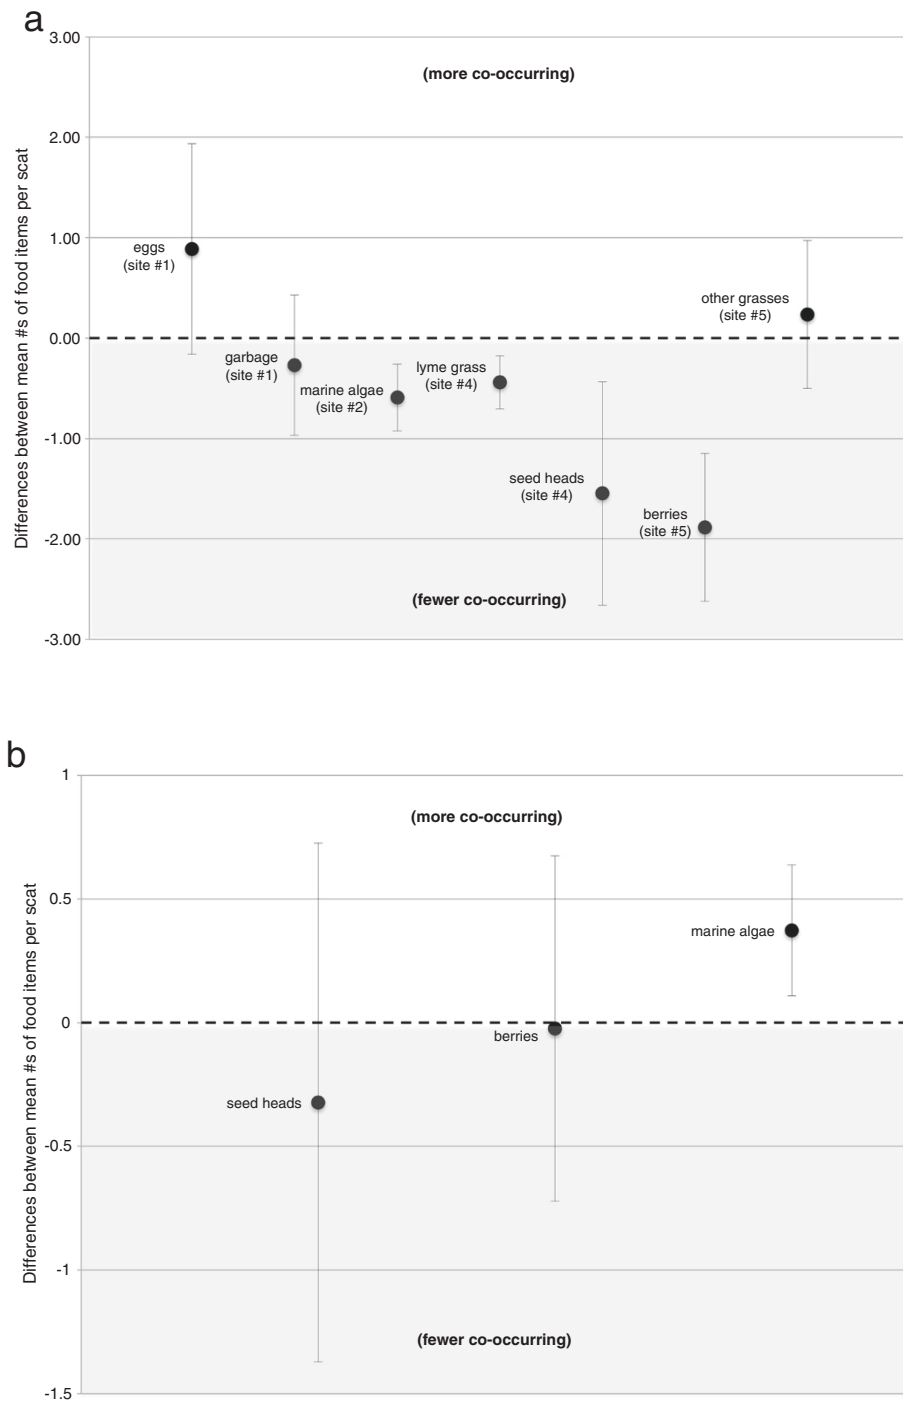 a
3.00
(more co-occurring)
2.00
1.00
eggs
(site #1)
other grasses
(site #5)
0.00
garbage
(site #1)
marine algae
(site #2)
lyme grass
(site #4)
-1.00
seed heads
(site #4)
berries
(site #5)
-2.00
(fewer co-occurring)
-3.00
Differences between mean #s of food items per scat
b
1
(more co-occurring)
0.5
marine algae
0
berries
seed heads
-0.5
-1
(fewer co-occurring)
-1.5
Differences between mean #s of food items per scat